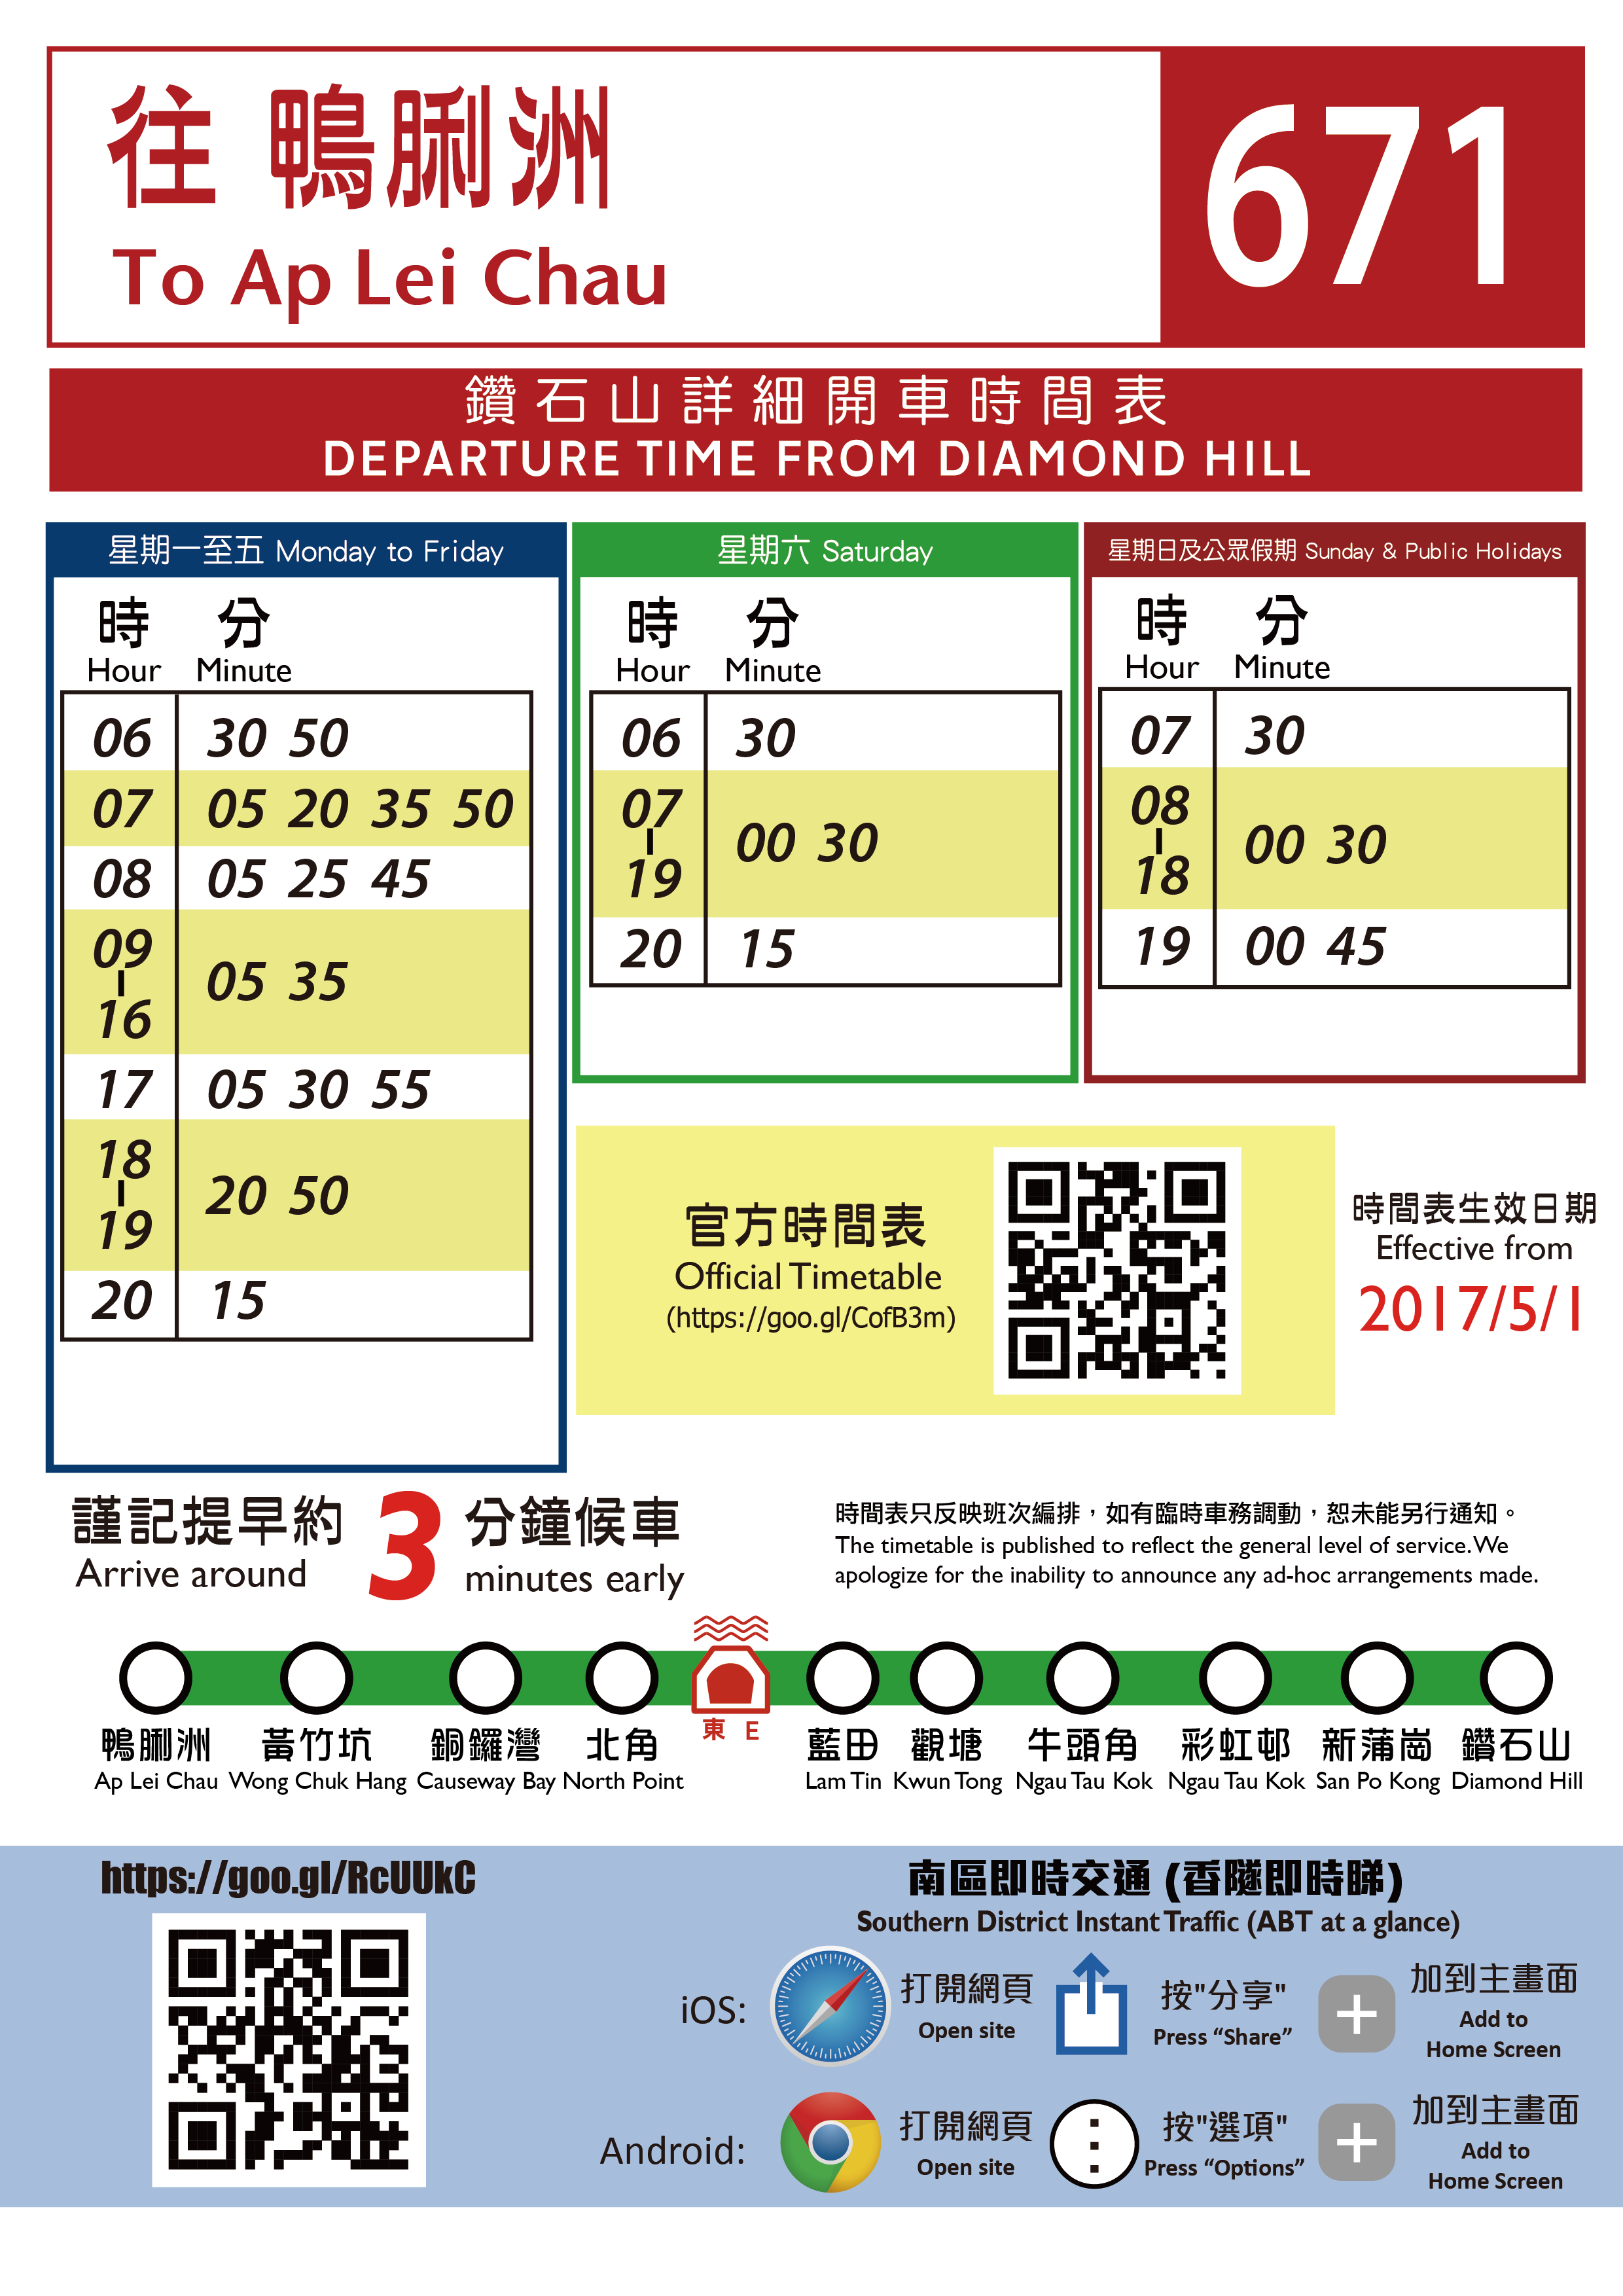 往 鴨脷洲
To Ap Lei Chau
671
鑽石山詳細開車時間表
DEPARTURE TIME FROM DIAMOND HILL
星期一至五 Monday to Friday
時 分
Hour Minute
06 30 50
07 05 20 35 50
08 05 25 45
09
05 35
16
17 05 30 55
18
20 50
19
20 15
星期六 Saturday
時 分
Hour Minute
06 30
07
00 30
19
20 15
星期日及公眾假期 Sunday & Public Holidays
時 分
Hour Minute
07 30
08
00 30
18
19 00 45
官方時間表
Official Timetable
(https://goo.gl/CofB3m)
時間表生效日期
Effective from
2017/5/1
謹記提早約 3 分鐘候車
Arrive around minutes early
時間表只反映班次編排，如有臨時車務調動，恕未能另行通知。
The timetable is published to reflect the general level of service. We
apologize for the inability to announce any ad-hoc arrangements made.
東 E
鴨脷洲 黃竹坑 銅鑼灣 北角 藍田 觀塘 牛頭角 彩虹邨 新蒲崗 鑽石山
Ap Lei Chau Wong Chuk Hang Causeway Bay North Point Lam Tin Kwun Tong Ngau Tau Kok Ngau Tau Kok San Po Kong Diamond Hill
https://goo.gl/RcUUkC
南區即時交通 (香隧即時睇)
Southern District Instant Traffic (ABT at a glance)
iOS:
打開網頁
Open site
按"分享"
Press “Share”
加到主畫面
Add to
Home Screen
Android:
打開網頁
Open site
按"選項"
Press “Options”
加到主畫面
Add to
Home Screen